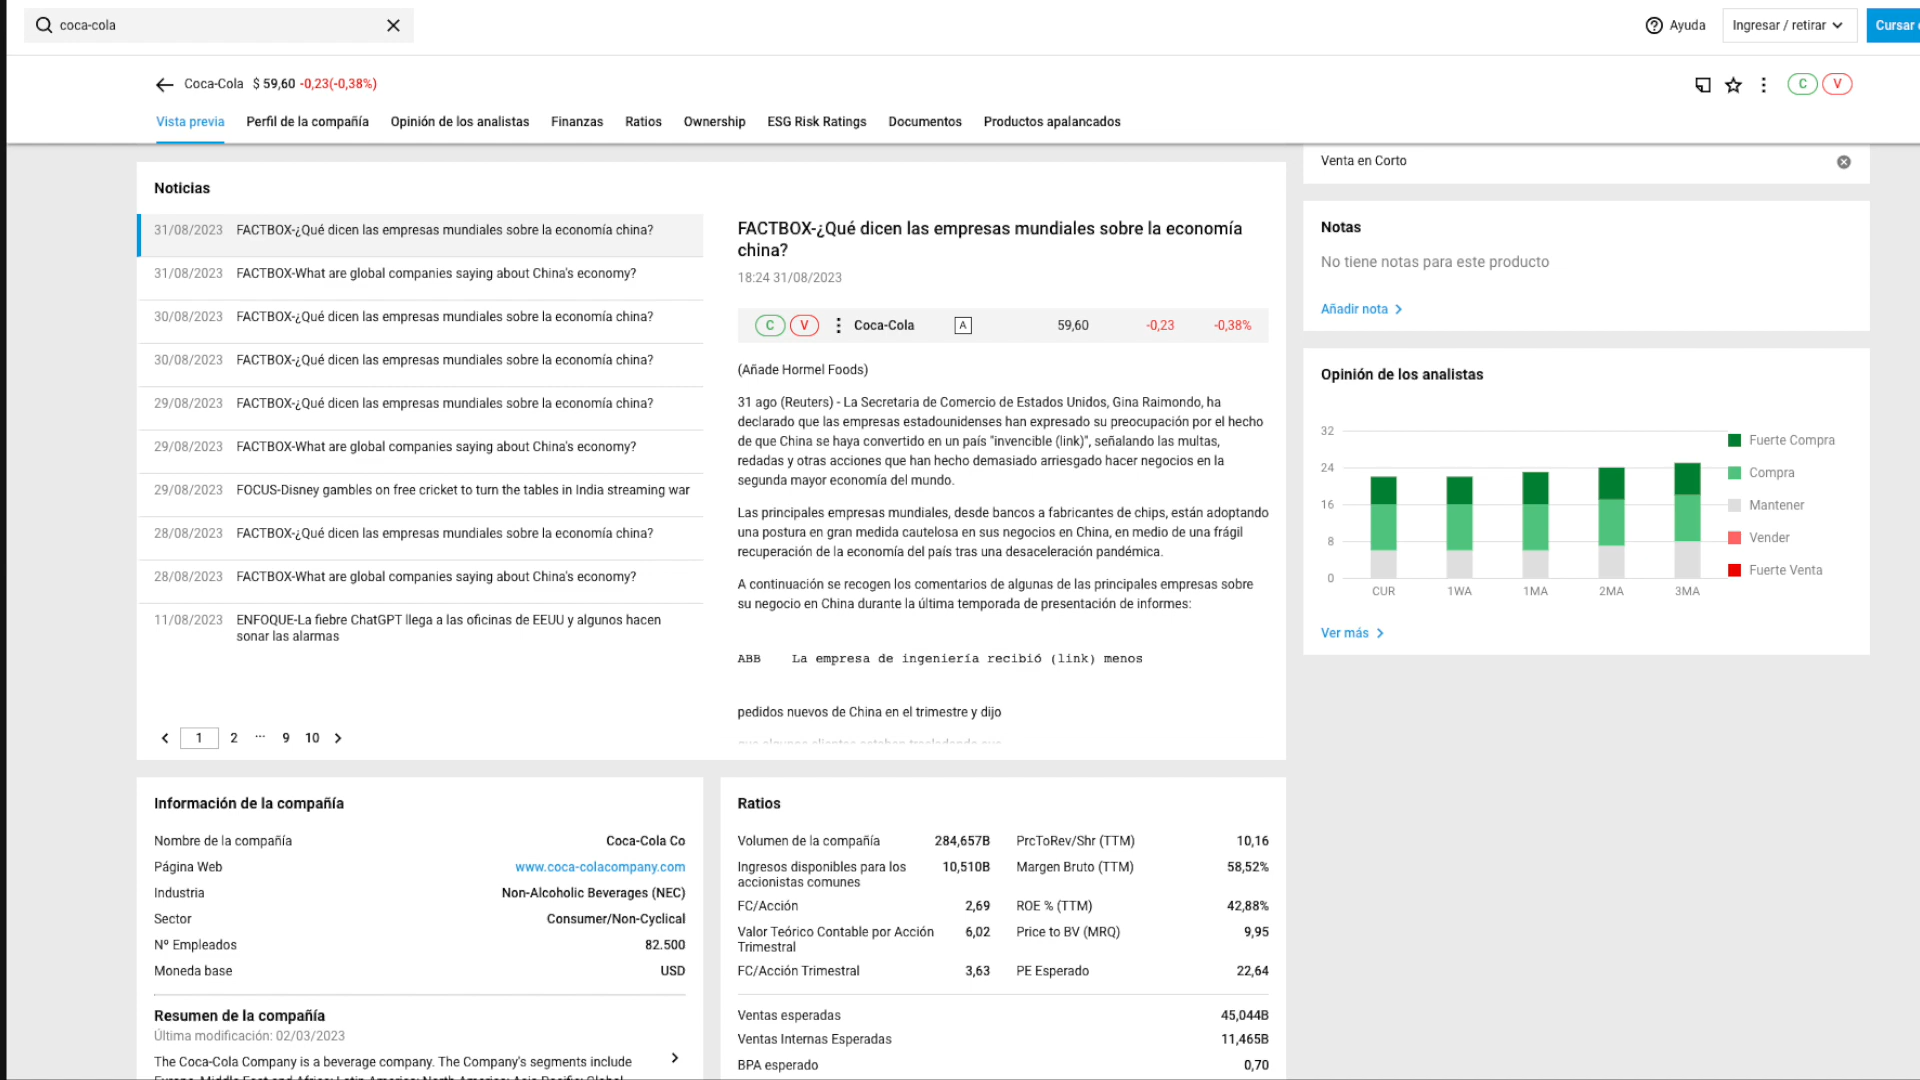 coca-cola
Ayuda
Ingresar / retirar
Cursar
Coca-Cola $ 59,60 -0,23(-0,38%)
C V
Vista previa
Perfil de la compañía
Opinión de los analistas
Finanzas
Ratios
Ownership
ESG Risk Ratings
Documentos
Productos apalancados
Noticias
31/08/2023 FACTBOX-¿Qué dicen las empresas mundiales sobre la economía china?
31/08/2023 FACTBOX-What are global companies saying about China's economy?
30/08/2023 FACTBOX-¿Qué dicen las empresas mundiales sobre la economía china?
30/08/2023 FACTBOX-¿Qué dicen las empresas mundiales sobre la economía china?
29/08/2023 FACTBOX-¿Qué dicen las empresas mundiales sobre la economía china?
29/08/2023 FACTBOX-What are global companies saying about China's economy?
29/08/2023 FOCUS-Disney gambles on free cricket to turn the tables in India streaming war
28/08/2023 FACTBOX-¿Qué dicen las empresas mundiales sobre la economía china?
28/08/2023 FACTBOX-What are global companies saying about China's economy?
11/08/2023 ENFOQUE-La fiebre ChatGPT llega a las oficinas de EEUU y algunos hacen
sonar las alarmas
1 2 ... 9 10
FACTBOX-¿Qué dicen las empresas mundiales sobre la economía
china?
18:24 31/08/2023
C V Coca-Cola A 59,60 -0,23 -0,38%
(Añade Hormel Foods)
31 ago (Reuters) - La Secretaria de Comercio de Estados Unidos, Gina Raimondo, ha
declarado que las empresas estadounidenses han expresado su preocupación por el hecho
de que China se haya convertido en un país "invencible (link)", señalando las multas,
redadas y otras acciones que han hecho demasiado arriesgado hacer negocios en la
segunda mayor economía del mundo.
Las principales empresas mundiales, desde bancos a fabricantes de chips, están adoptando
una postura en gran medida cautelosa en sus negocios en China, en medio de una frágil
recuperación de la economía del país tras una desaceleración pandémica.
A continuación se recogen los comentarios de algunas de las principales empresas sobre
su negocio en China durante la última temporada de presentación de informes:
ABB La empresa de ingeniería recibió (link) menos
pedidos nuevos de China en el trimestre y dijo
Venta en Corto
Notas
No tiene notas para este producto
Añadir nota
Opinión de los analistas
32
24
16
8
0
CUR 1WA 1MA 2MA 3MA
Fuerte Compra
Compra
Mantener
Vender
Fuerte Venta
Ver más
Información de la compañía
Nombre de la compañía Coca-Cola Co
Página Web www.coca-colacompany.com
Industria Non-Alcoholic Beverages (NEC)
Sector Consumer/Non-Cyclical
Nº Empleados 82.500
Moneda base USD
Resumen de la compañía
Última modificación: 02/03/2023
The Coca-Cola Company is a beverage company. The Company's segments include
Ratios
Volumen de la compañía 284,657B PrcToRev/Shr (TTM) 10,16
Ingresos disponibles para los
accionistas comunes 10,510B Margen Bruto (TTM) 58,52%
FC/Acción 2,69 ROE % (TTM) 42,88%
Valor Teórico Contable por Acción
Trimestral 6,02 Price to BV (MRQ) 9,95
FC/Acción Trimestral 3,63 PE Esperado 22,64
Ventas esperadas 45,044B
Ventas Internas Esperadas 11,465B
BPA esperado 0,70